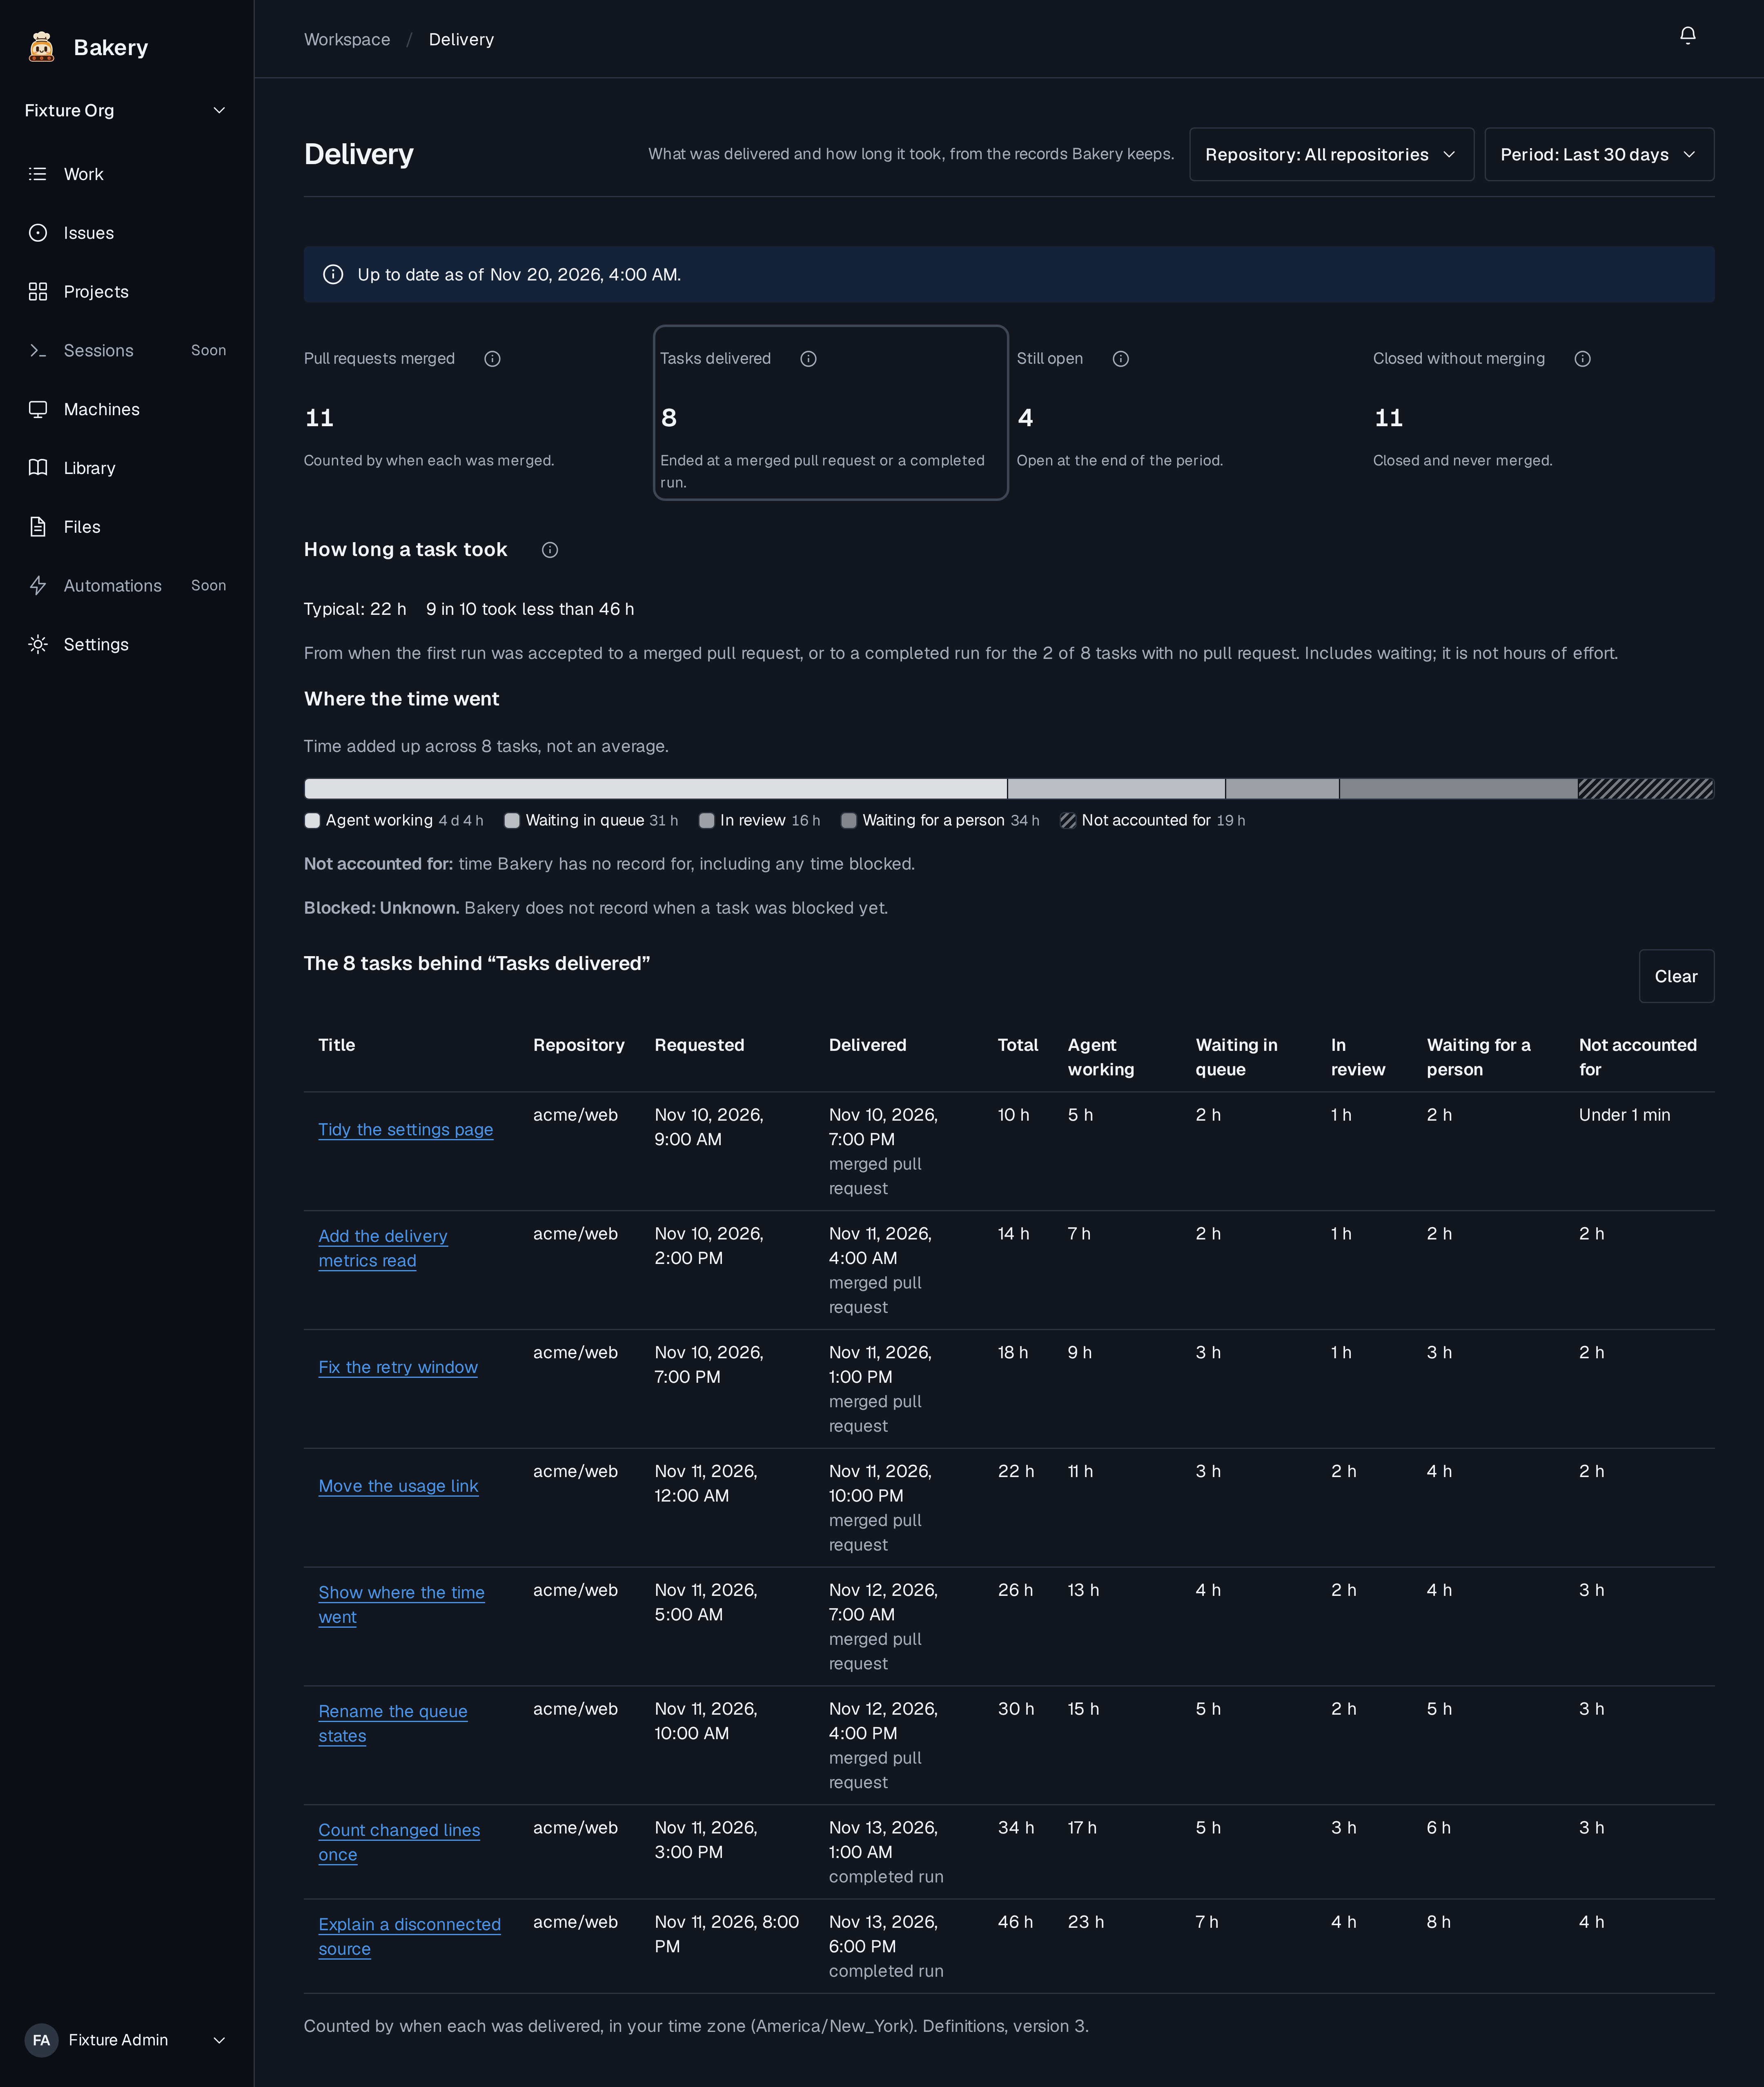 Bakery
Fixture Org
Work
Issues
Projects
Sessions Soon
Machines
Library
Files
Automations Soon
Settings
FA Fixture Admin
Workspace / Delivery
Delivery
What was delivered and how long it took, from the records Bakery keeps.
Repository: All repositories
Period: Last 30 days
Up to date as of Nov 20, 2026, 4:00 AM.
Pull requests merged
11
Counted by when each was merged.
Tasks delivered
8
Ended at a merged pull request or a completed
run.
Still open
4
Open at the end of the period.
Closed without merging
11
Closed and never merged.
How long a task took
Typical: 22 h 9 in 10 took less than 46 h
From when the first run was accepted to a merged pull request, or to a completed run for the 2 of 8 tasks with no pull request. Includes waiting; it is not hours of effort.
Where the time went
Time added up across 8 tasks, not an average.
Agent working 4 d 4 h Waiting in queue 31 h In review 16 h Waiting for a person 34 h Not accounted for 19 h
Not accounted for: time Bakery has no record for, including any time blocked.
Blocked: Unknown. Bakery does not record when a task was blocked yet.
The 8 tasks behind “Tasks delivered”
Clear
Title Repository Requested Delivered Total Agent Waiting in In Waiting for a Not accounted
working queue review person for
Tidy the settings page acme/web Nov 10, 2026, Nov 10, 2026, 10 h 5 h 2 h 1 h 2 h Under 1 min
9:00 AM 7:00 PM
merged pull
request
Add the delivery acme/web Nov 10, 2026, Nov 11, 2026, 14 h 7 h 2 h 1 h 2 h 2 h
metrics read 2:00 PM 4:00 AM
merged pull
request
Fix the retry window acme/web Nov 10, 2026, Nov 11, 2026, 18 h 9 h 3 h 1 h 3 h 2 h
7:00 PM 1:00 PM
merged pull
request
Move the usage link acme/web Nov 11, 2026, Nov 11, 2026, 22 h 11 h 3 h 2 h 4 h 2 h
12:00 AM 10:00 PM
merged pull
request
Show where the time acme/web Nov 11, 2026, Nov 12, 2026, 26 h 13 h 4 h 2 h 4 h 3 h
went 5:00 AM 7:00 AM
merged pull
request
Rename the queue acme/web Nov 11, 2026, Nov 12, 2026, 30 h 15 h 5 h 2 h 5 h 3 h
states 10:00 AM 4:00 PM
merged pull
request
Count changed lines acme/web Nov 11, 2026, Nov 13, 2026, 34 h 17 h 5 h 3 h 6 h 3 h
once 3:00 PM 1:00 AM
completed run
Explain a disconnected acme/web Nov 11, 2026, 8:00 Nov 13, 2026, 46 h 23 h 7 h 4 h 8 h 4 h
source PM 6:00 PM
completed run
Counted by when each was delivered, in your time zone (America/New_York). Definitions, version 3.